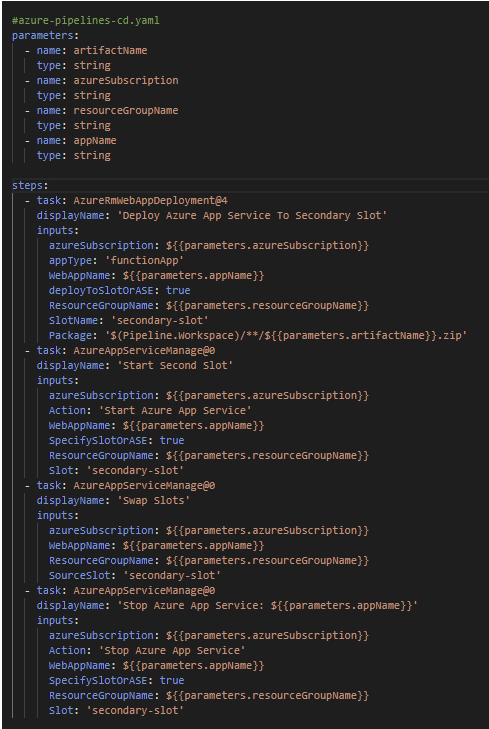 #azure-pipelines-cd.yaml
parameters:
  - name: artifactName
    type: string
  - name: azureSubscription
    type: string
  - name: resourceGroupName
    type: string
  - name: appName
    type: string

steps:
  - task: AzureRmWebAppDeployment@4
    displayName: 'Deploy Azure App Service To Secondary Slot'
    inputs:
      azureSubscription: ${{parameters.azureSubscription}}
      appType: 'functionApp'
      WebAppName: ${{parameters.appName}}
      deployToSlotOrASE: true
      ResourceGroupName: ${{parameters.resourceGroupName}}
      SlotName: 'secondary-slot'
      Package: '$(Pipeline.Workspace)/**/${{parameters.artifactName}}.zip'
  - task: AzureAppServiceManage@0
    displayName: 'Start Second Slot'
    inputs:
      azureSubscription: ${{parameters.azureSubscription}}
      Action: 'Start Azure App Service'
      WebAppName: ${{parameters.appName}}
      SpecifySlotOrASE: true
      ResourceGroupName: ${{parameters.resourceGroupName}}
      Slot: 'secondary-slot'
  - task: AzureAppServiceManage@0
    displayName: 'Swap Slots'
    inputs:
      azureSubscription: ${{parameters.azureSubscription}}
      WebAppName: ${{parameters.appName}}
      ResourceGroupName: ${{parameters.resourceGroupName}}
      SourceSlot: 'secondary-slot'
  - task: AzureAppServiceManage@0
    displayName: 'Stop Azure App Service: ${{parameters.appName}}'
    inputs:
      azureSubscription: ${{parameters.azureSubscription}}
      Action: 'Stop Azure App Service'
      WebAppName: ${{parameters.appName}}
      SpecifySlotOrASE: true
      ResourceGroupName: ${{parameters.resourceGroupName}}
      Slot: 'secondary-slot'